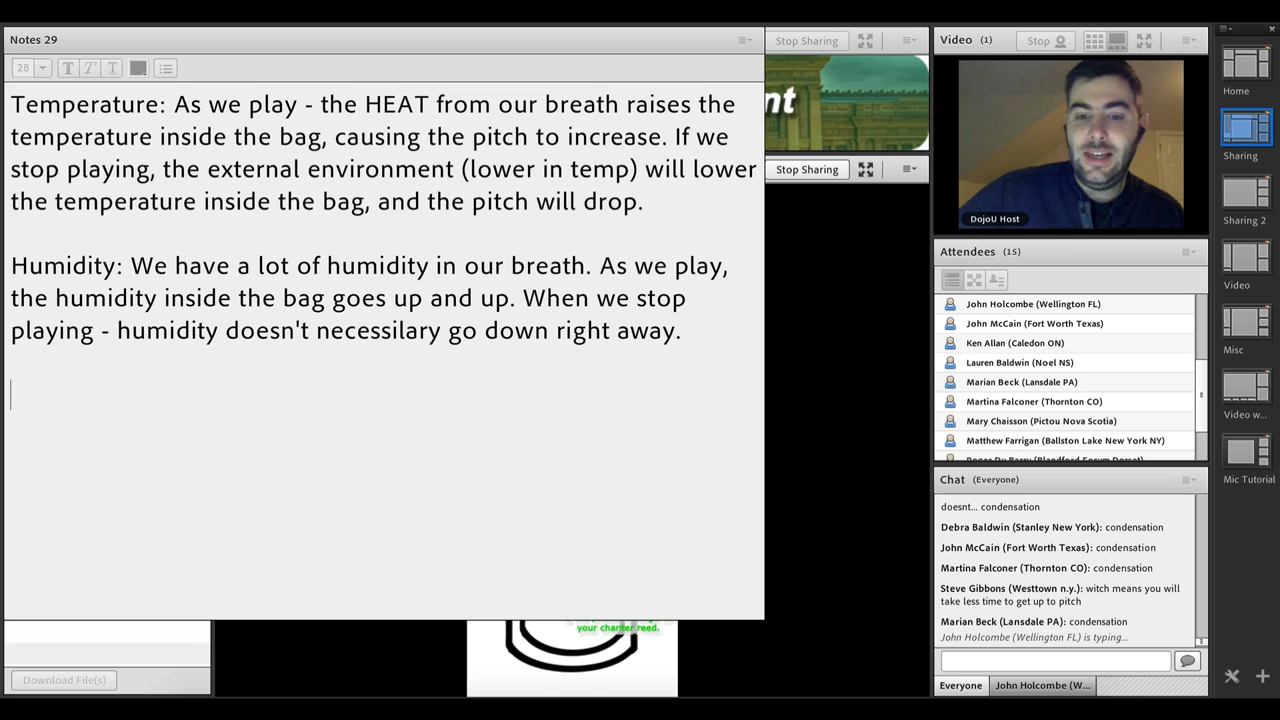 Notes 29
28
Temperature: As we play - the HEAT from our breath raises the
temperature inside the bag, causing the pitch to increase. If we
stop playing, the external environment (lower in temp) will lower
the temperature inside the bag, and the pitch will drop.
Humidity: We have a lot of humidity in our breath. As we play,
the humidity inside the bag goes up and up. When we stop
playing - humidity doesn't necessilary go down right away.
Download File(s)
your chanter reed.
Stop Sharing
nt
Stop Sharing
Video (1)
Stop
DojoU Host
Attendees (15)
John Holcombe (Wellington FL)
John McCain (Fort Worth Texas)
Ken Allan (Caledon ON)
Lauren Baldwin (Noel NS)
Marian Beck (Lansdale PA)
Martina Falconer (Thornton CO)
Mary Chaisson (Pictou Nova Scotia)
Matthew Farrigan (Ballston Lake New York NY)
Roger Du Barry (Blandford Forum Dorset)
Chat (Everyone)
doesnt... condensation
Debra Baldwin (Stanley New York): condensation
John McCain (Fort Worth Texas): condensation
Martina Falconer (Thornton CO): condensation
Steve Gibbons (Westtown n.y.): witch means you will
take less time to get up to pitch
Marian Beck (Lansdale PA): condensation
John Holcombe (Wellington FL) is typing...
Everyone
John Holcombe (W...
Home
Sharing
Sharing 2
Video
Misc
Video w...
Mic Tutorial